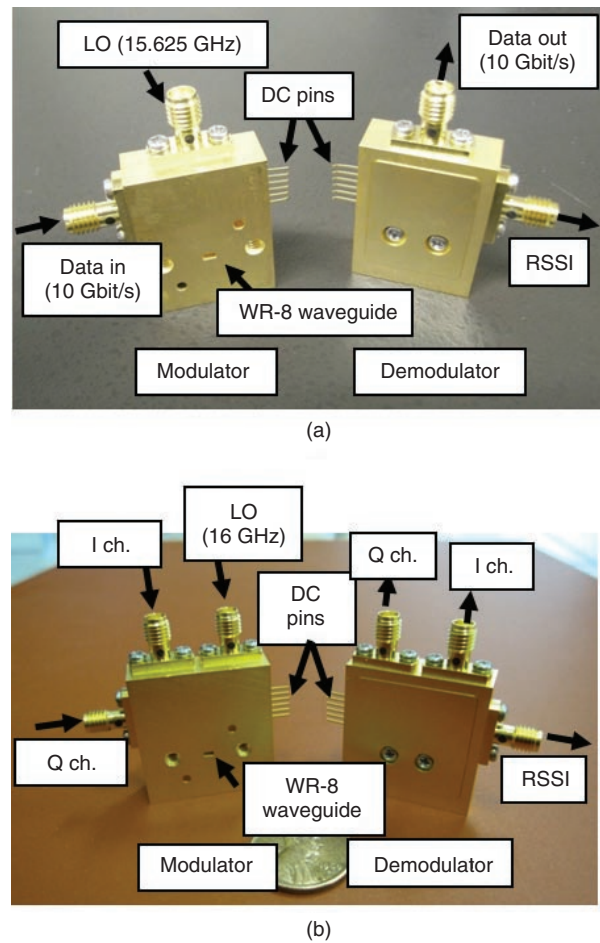 LO (15.625 GHz)
Data out
(10 Gbit/s)
DC pins
Data in
(10 Gbit/s)
RSSI
WR-8 waveguide
Modulator
Demodulator
(a)
I ch.
LO
(16 GHz)
Q ch.
I ch.
DC
pins
Q ch.
RSSI
WR-8
waveguide
Modulator
Demodulator
(b)